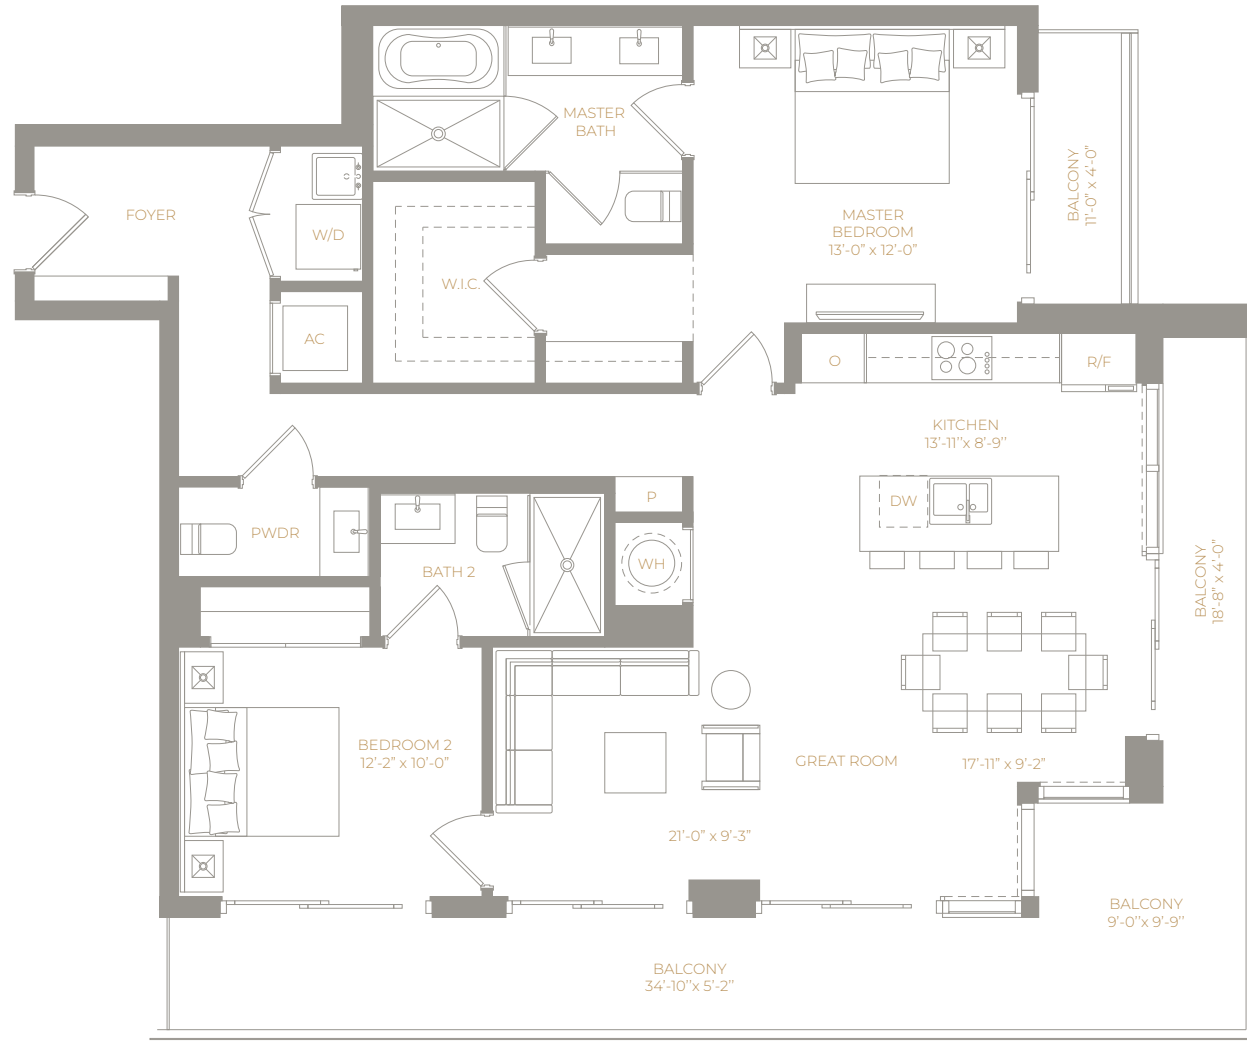 MASTER
BATH
BALCONY
11'-0” x 4'-0”
FOYER
W/D
MASTER
BEDROOM
13'-0” x 12'-0”
W.I.C.
AC
O
R/F
KITCHEN
13'-11''x 8'-9''
P
DW
PWDR
BATH 2
WH
BALCONY
18'-8” x 4'-0”
BEDROOM 2
12'-2” x 10'-0”
GREAT ROOM
17'-11” x 9'-2”
21'-0” x 9'-3”
BALCONY
9'-0''x 9'-9''
BALCONY
34'-10''x 5'-2''